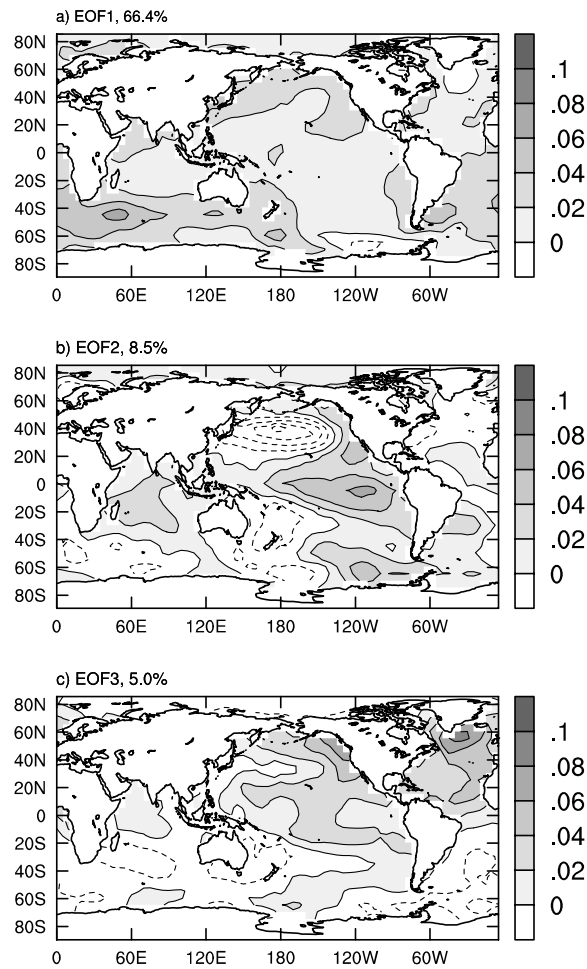 a) EOF1, 66.4%
80N
60N
40N
20N
0
20S
40S
60S
80S
0 60E 120E 180 120W 60W
.1
.08
.06
.04
.02
0
b) EOF2, 8.5%
80N
60N
40N
20N
0
20S
40S
60S
80S
0 60E 120E 180 120W 60W
.1
.08
.06
.04
.02
0
c) EOF3, 5.0%
80N
60N
40N
20N
0
20S
40S
60S
80S
0 60E 120E 180 120W 60W
.1
.08
.06
.04
.02
0